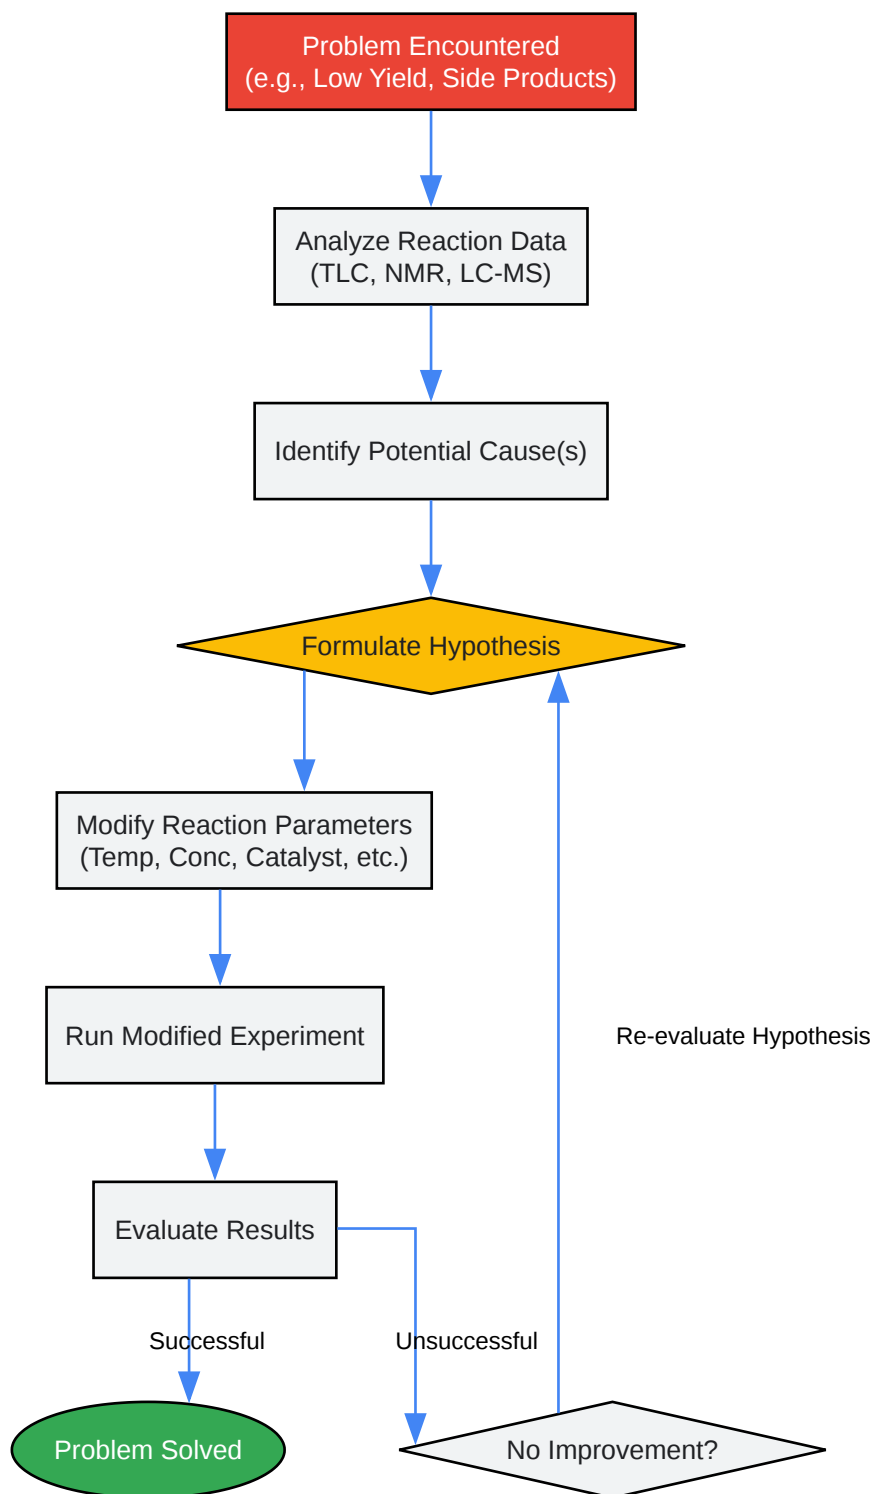 Problem Encountered
(e.g., Low Yield, Side Products)
Analyze Reaction Data
(TLC, NMR, LC-MS)
Identify Potential Cause(s)
Formulate Hypothesis
Modify Reaction Parameters
(Temp, Conc, Catalyst, etc.)
Run Modified Experiment
Re-evaluate Hypothesis
Evaluate Results
Successful
Unsuccessful
Problem Solved
No Improvement?